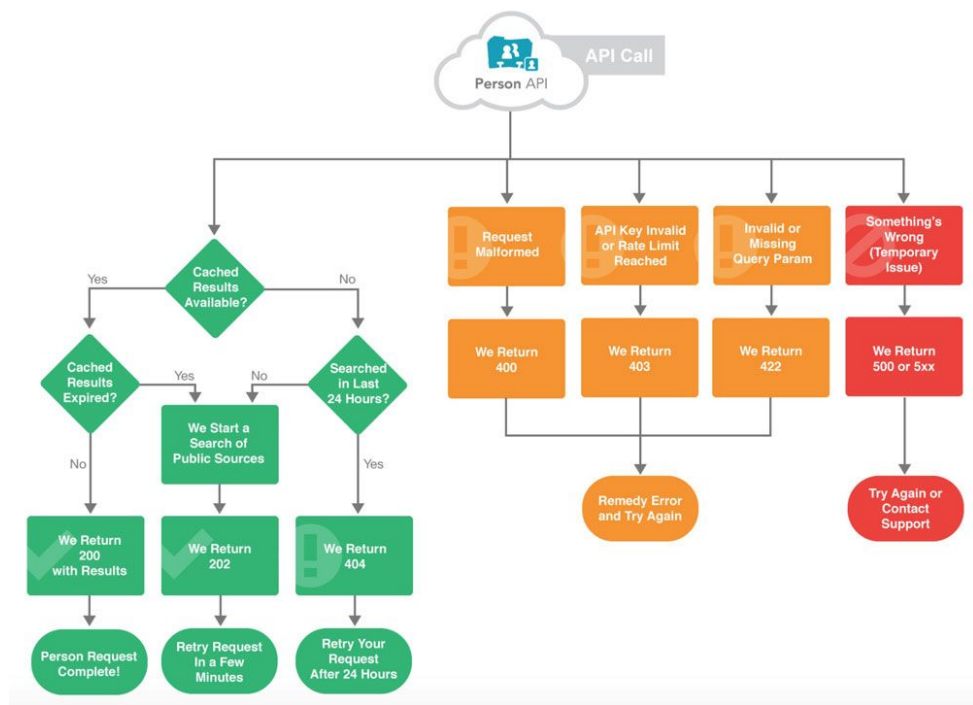 API Call
Person API
Request
Malformed
API Key Invalid
or Rate Limit
Reached
Invalid or
Missing
Query Param
Something's
Wrong
(Temporary
Issue)
Cached
Results
Available?
Yes
No
We Return
400
We Return
403
We Return
422
We Return
500 or 5xx
Cached
Results
Expired?
Yes
No
Searched
in Last
24 Hours?
We Start a
Search of
Public Sources
No
Yes
Remedy Error
and Try Again
Try Again or
Contact
Support
We Return
200
with Results
We Return
202
We Return
404
Person Request
Complete!
Retry Request
In a Few
Minutes
Retry Your
Request
After 24 Hours